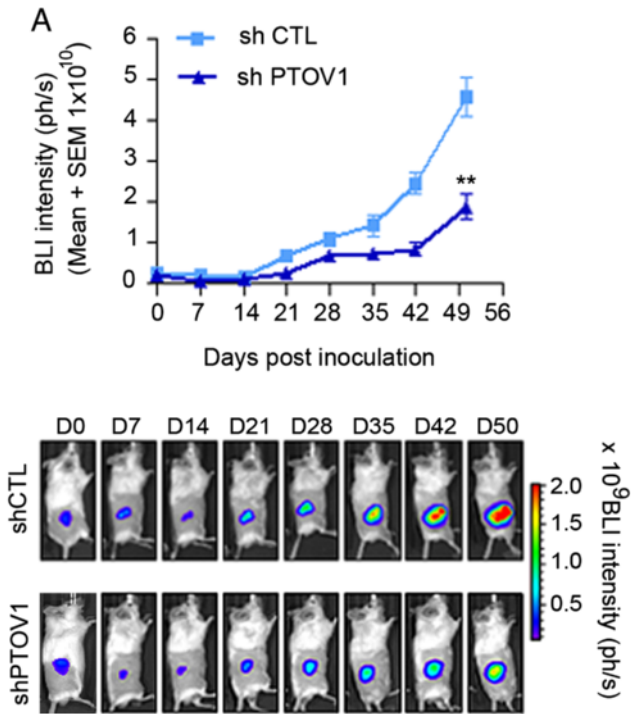 A
sh CTL
sh PTOV1
BLI intensity (ph/s)
(Mean + SEM 1x10¹⁰)
6
5
4
3
2
1
0
**
0 7 14 21 28 35 42 49 56
Days post inoculation
D0 D7 D14 D21 D28 D35 D42 D50
shCTL
shPTOV1
2.0
1.5
1.0
0.5
x 10⁹BLI intensity (ph/s)